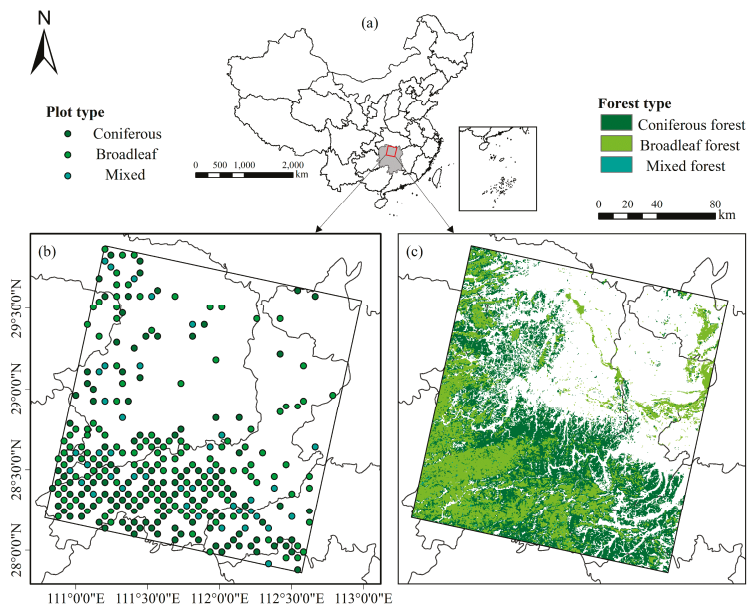 N
(a)
Plot type
Coniferous
Broadleaf
Mixed
0 500 1,000 2,000
km
Forest type
Coniferous forest
Broadleaf forest
Mixed forest
0 20 40 80
km
(b)
(c)
29°30'0"N
29°0'0"N
28°30'0"N
28°0'0"N
111°0'0"E 111°30'0"E 112°0'0"E 112°30'0"E 113°0'0"E